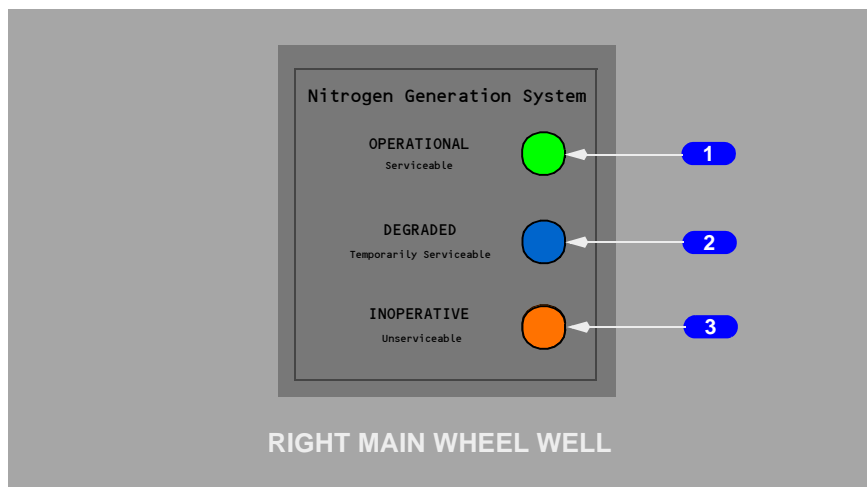 Nitrogen Generation System
OPERATIONAL
Serviceable
1
DEGRADED
Temporarily Serviceable
2
INOPERATIVE
Unserviceable
3
RIGHT MAIN WHEEL WELL